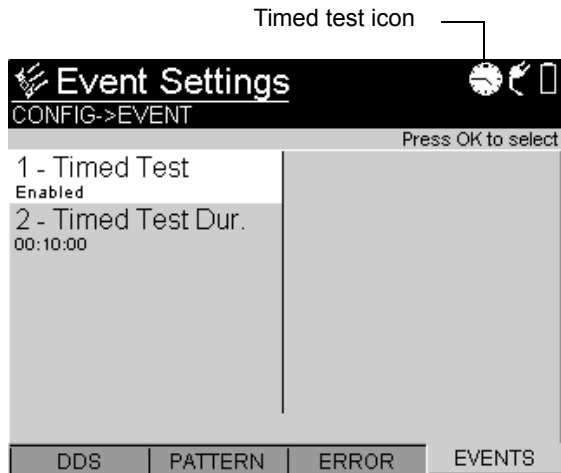 Timed test icon
Event Settings
CONFIG->EVENT
Press OK to select
1 - Timed Test
Enabled
2 - Timed Test Dur.
00:10:00
DDS
PATTERN
ERROR
EVENTS